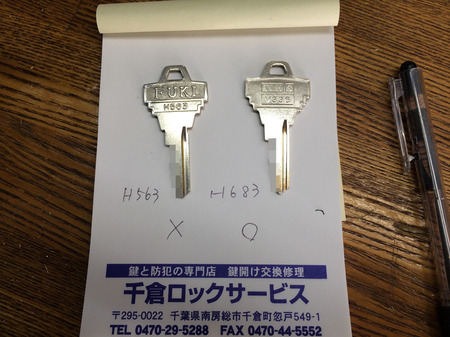 FUKI
H563
H563
H683
X
O
鍵と防犯の専門店 鍵開け交換修理
千倉ロックサービス
〒295-0022 千葉県南房総市千倉町忽戸549-1
TEL 0470-29-5288 FAX 0470-44-5552